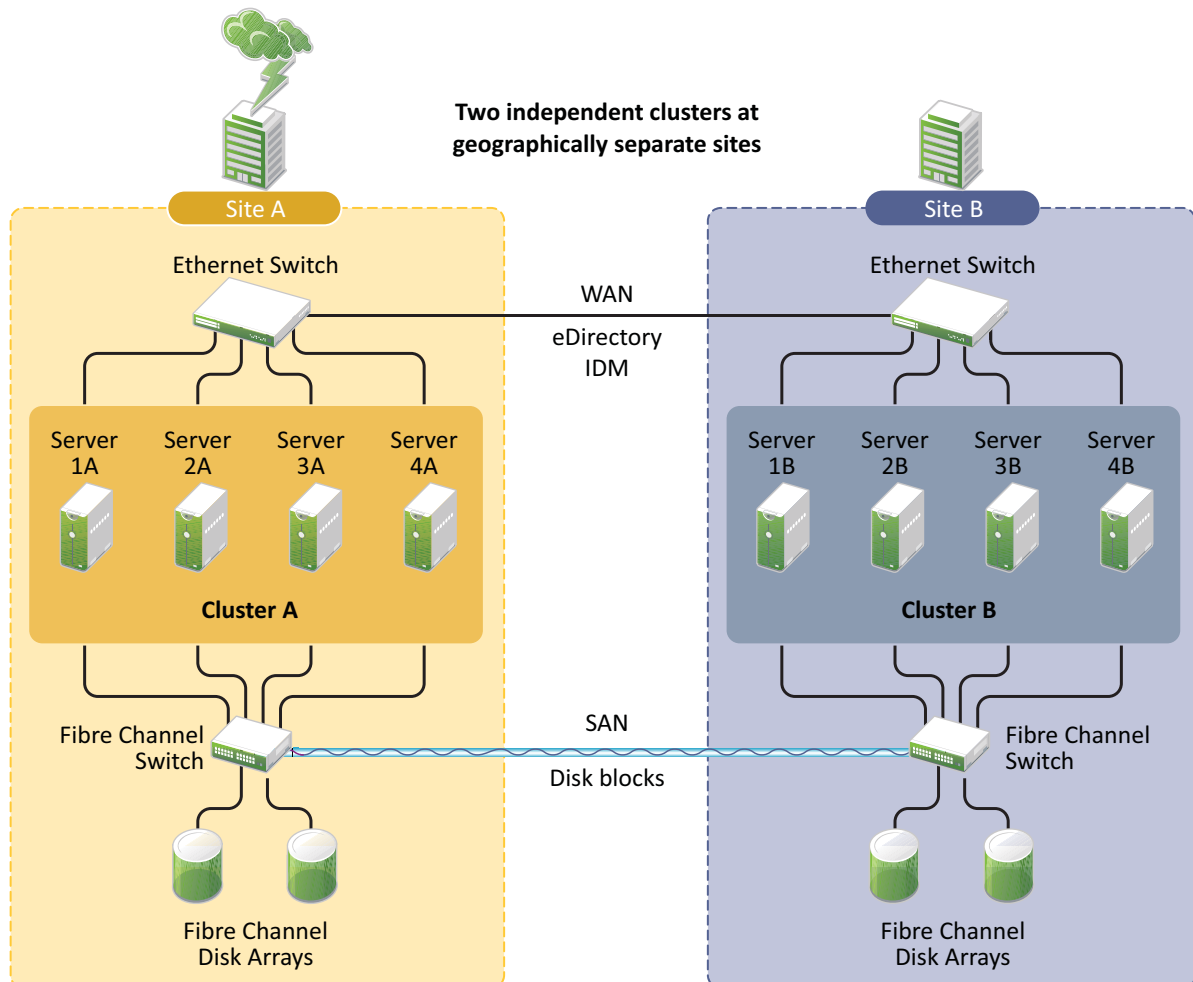 Two independent clusters at
geographically separate sites
Site A
Site B
Ethernet Switch
Ethernet Switch
WAN
eDirectory
IDM
Server
1A
Server
2A
Server
3A
Server
4A
Cluster A
Server
1B
Server
2B
Server
3B
Server
4B
Cluster B
Fibre Channel
Switch
SAN
Disk blocks
Fibre Channel
Switch
Fibre Channel
Disk Arrays
Fibre Channel
Disk Arrays